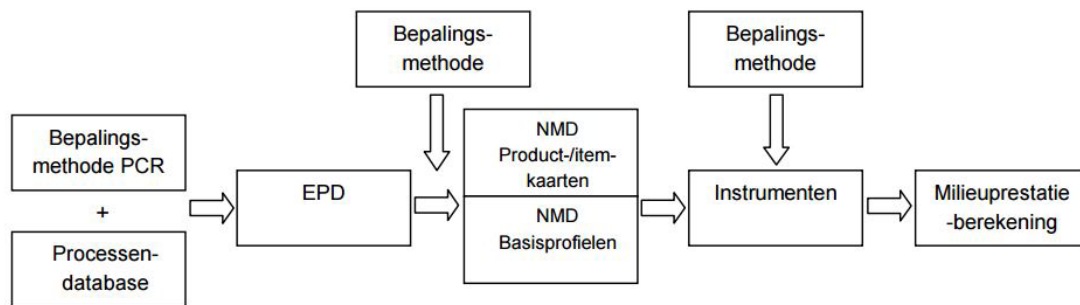 Bepalings-
methode
Bepalings-
methode
Bepalings-
methode PCR
+
Processen-
database
EPD
NMD
Product-/item-
kaarten
NMD
Basisprofielen
Instrumenten
Milieuprestatie
-berekening